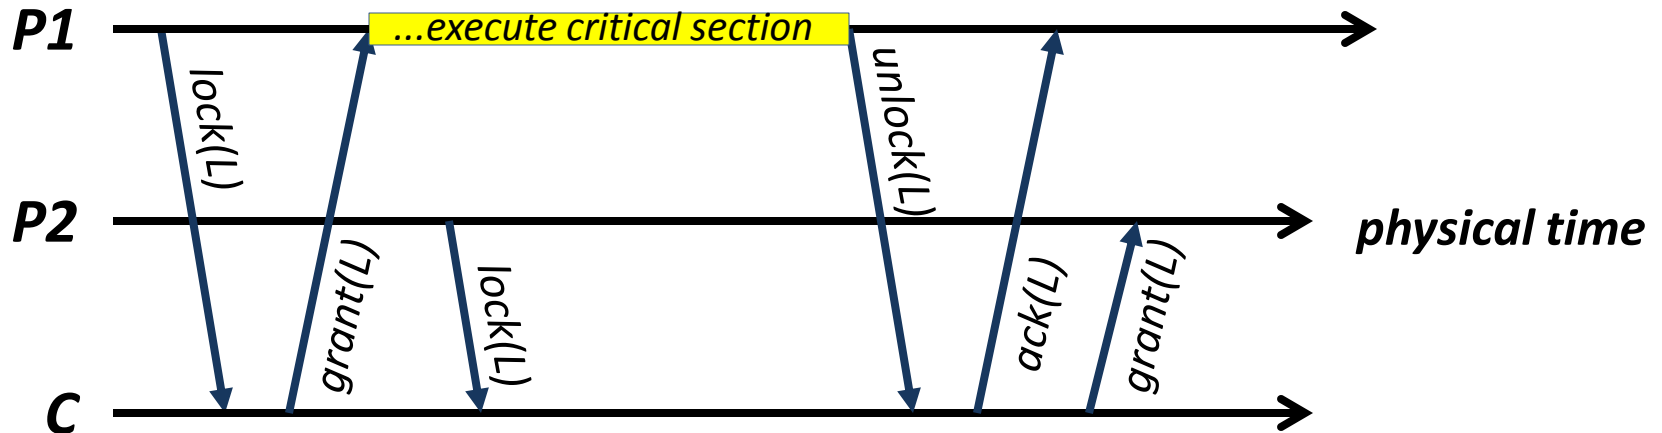 P1
...execute critical section
lock(L)
unlock(L)
P2
physical time
grant(L)
lock(L)
ack(L)
grant(L)
C